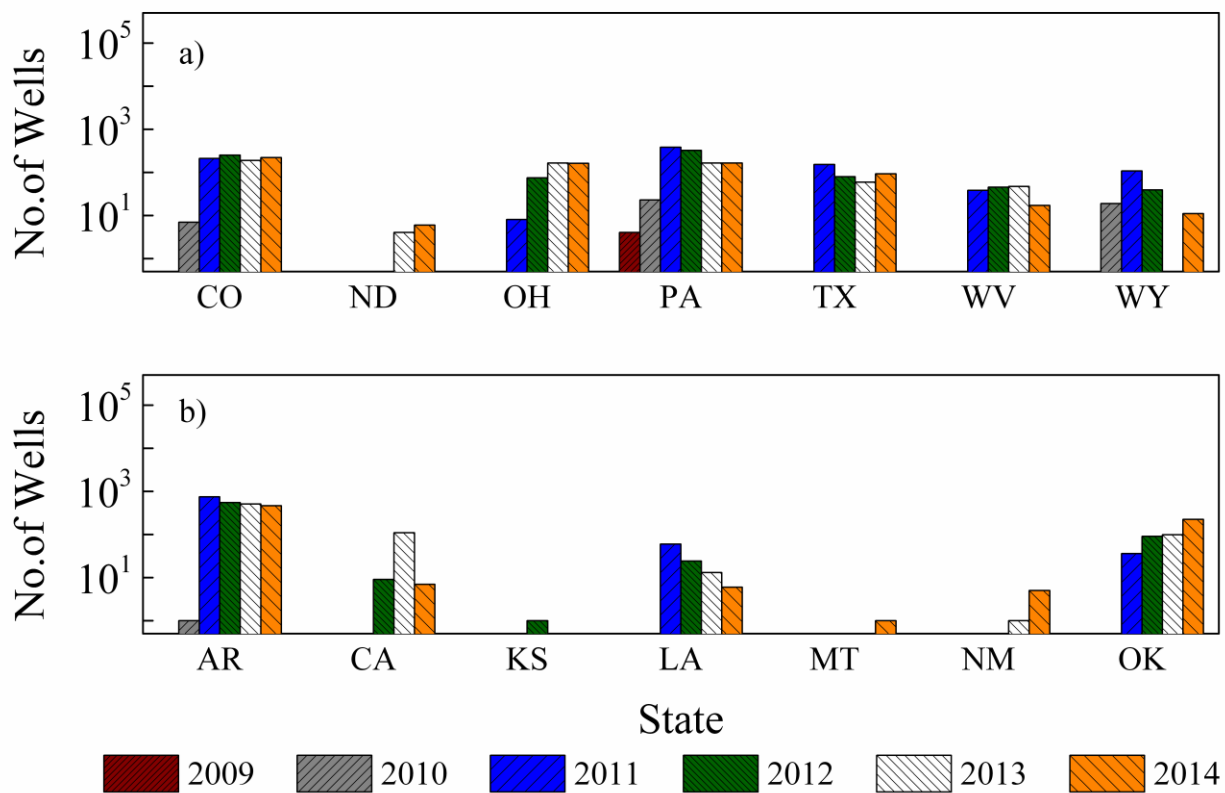 a)
No.of Wells
10^5
10^3
10^1
CO ND OH PA TX WV WY
b)
No.of Wells
10^5
10^3
10^1
AR CA KS LA MT NM OK
State
2009 2010 2011 2012 2013 2014